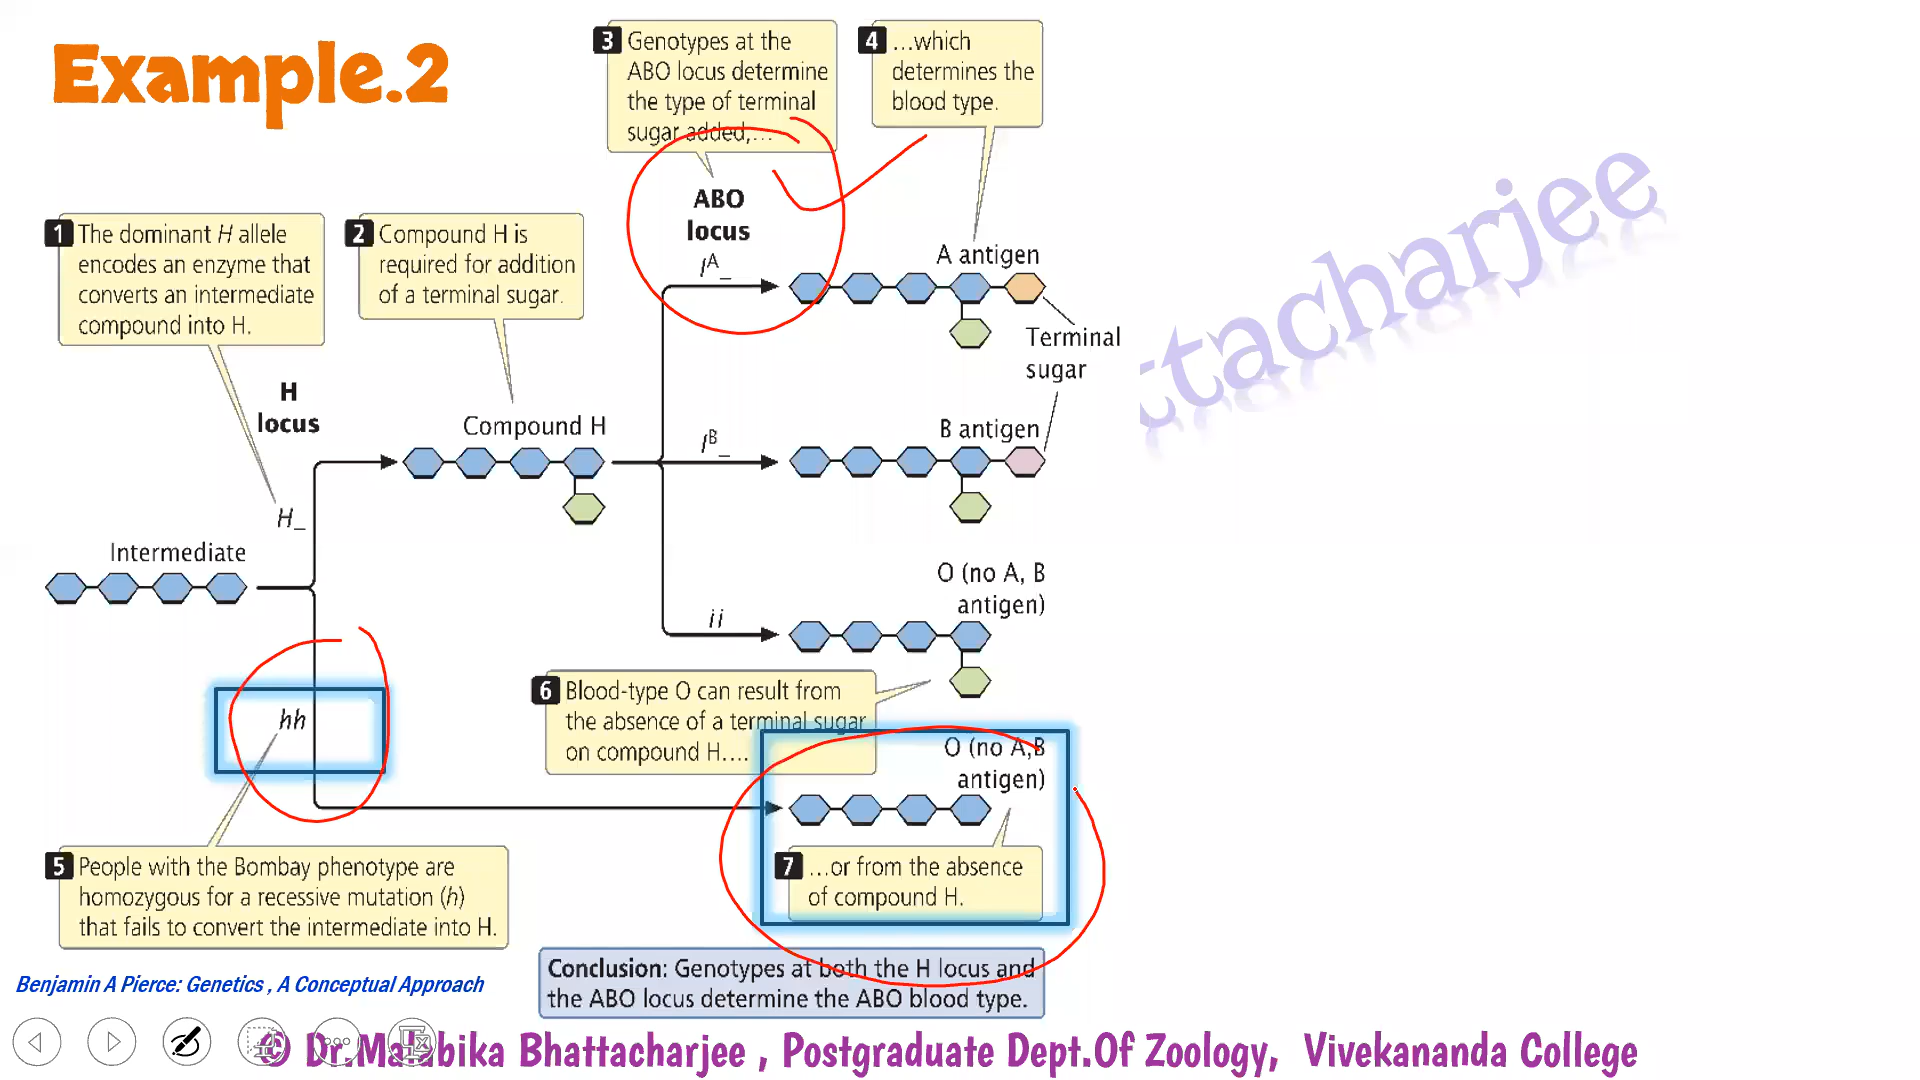 Example.2
3 Genotypes at the
ABO locus determine
the type of terminal
sugar added,...
4 ...which
determines the
blood type.
1 The dominant H allele
encodes an enzyme that
converts an intermediate
compound into H.
2 Compound H is
required for addition
of a terminal sugar.
ABO
locus
Iᴬ_
A antigen
Terminal
sugar
ttacharjee
H
locus
Compound H
Iᴮ_
B antigen
H_
Intermediate
O (no A, B
antigen)
ii
hh
6 Blood-type O can result from
the absence of a terminal sugar
on compound H....
O (no A,B
antigen)
5 People with the Bombay phenotype are
homozygous for a recessive mutation (h)
that fails to convert the intermediate into H.
7 ...or from the absence
of compound H.
Conclusion: Genotypes at both the H locus and
the ABO locus determine the ABO blood type.
Benjamin A Pierce: Genetics , A Conceptual Approach
© Dr.Malabika Bhattacharjee , Postgraduate Dept.Of Zoology, Vivekananda College